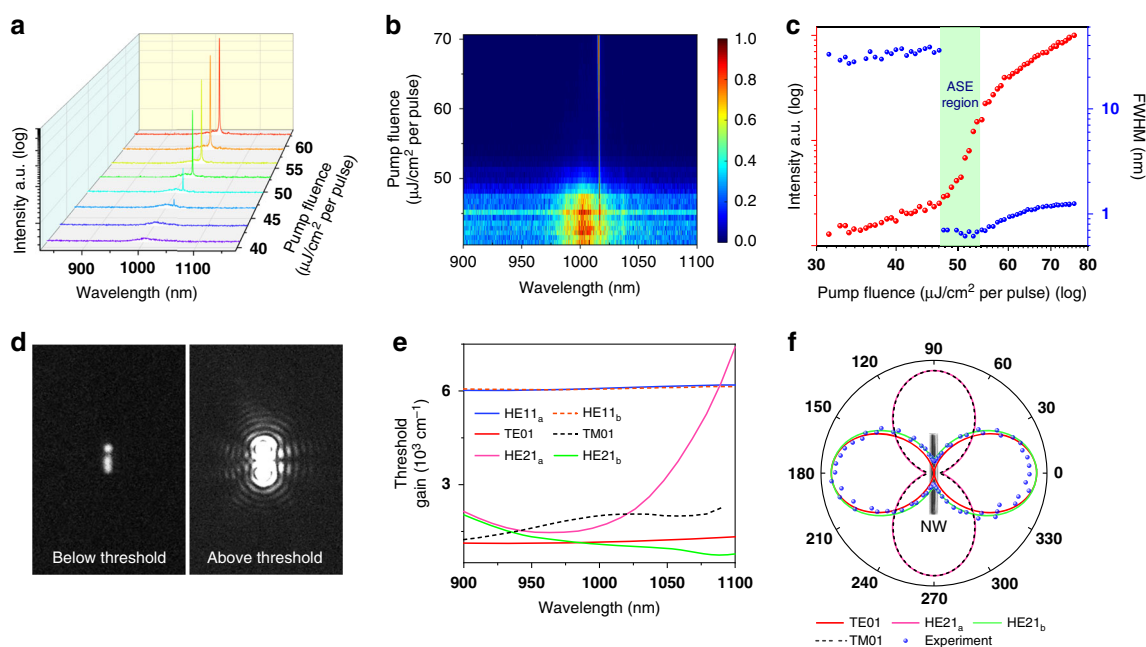 a
1000
1100
900
Intensity a.u. (log)
60
55
50
45
40
Pump fluence
(μJ/cm² per pulse)
900
1000
1100
Wavelength (nm)
b
70
60
50
Pump fluence
(μJ/cm² per pulse)
1.0
0.8
0.6
0.4
0.2
0.0
900
950
1000
1050
1100
Wavelength (nm)
c
Intensity a.u. (log)
ASE
region
10
1
FWHM (nm)
30
40
50
60
70
80
Pump fluence (μJ/cm² per pulse) (log)
d
Below threshold
Above threshold
e
Threshold
gain (10³ cm⁻¹)
6
3
HE11a
HE11b
TE01
TM01
HE21a
HE21b
900
950
1000
1050
1100
Wavelength (nm)
f
90
120
60
150
30
180
0
NW
210
330
240
300
270
TE01
HE21a
HE21b
TM01
Experiment